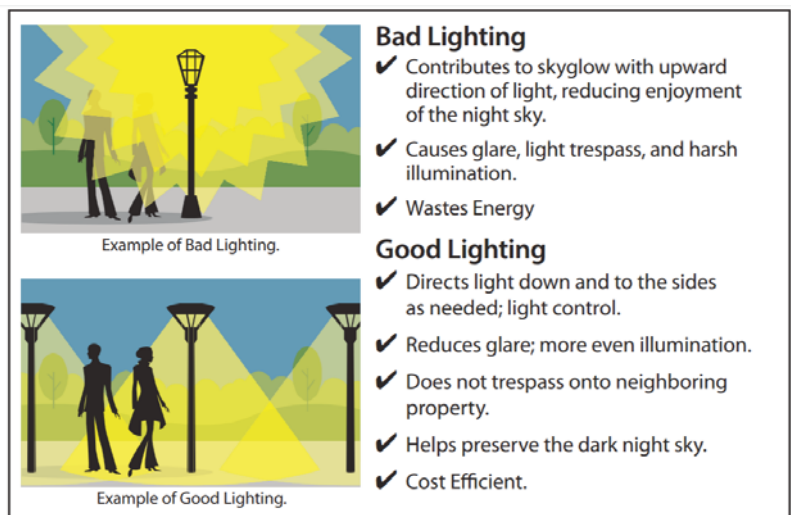 Bad Lighting
✔ Contributes to skyglow with upward
direction of light, reducing enjoyment
of the night sky.
✔ Causes glare, light trespass, and harsh
illumination.
✔ Wastes Energy
Example of Bad Lighting.
Good Lighting
✔ Directs light down and to the sides
as needed; light control.
✔ Reduces glare; more even illumination.
✔ Does not trespass onto neighboring
property.
✔ Helps preserve the dark night sky.
✔ Cost Efficient.
Example of Good Lighting.